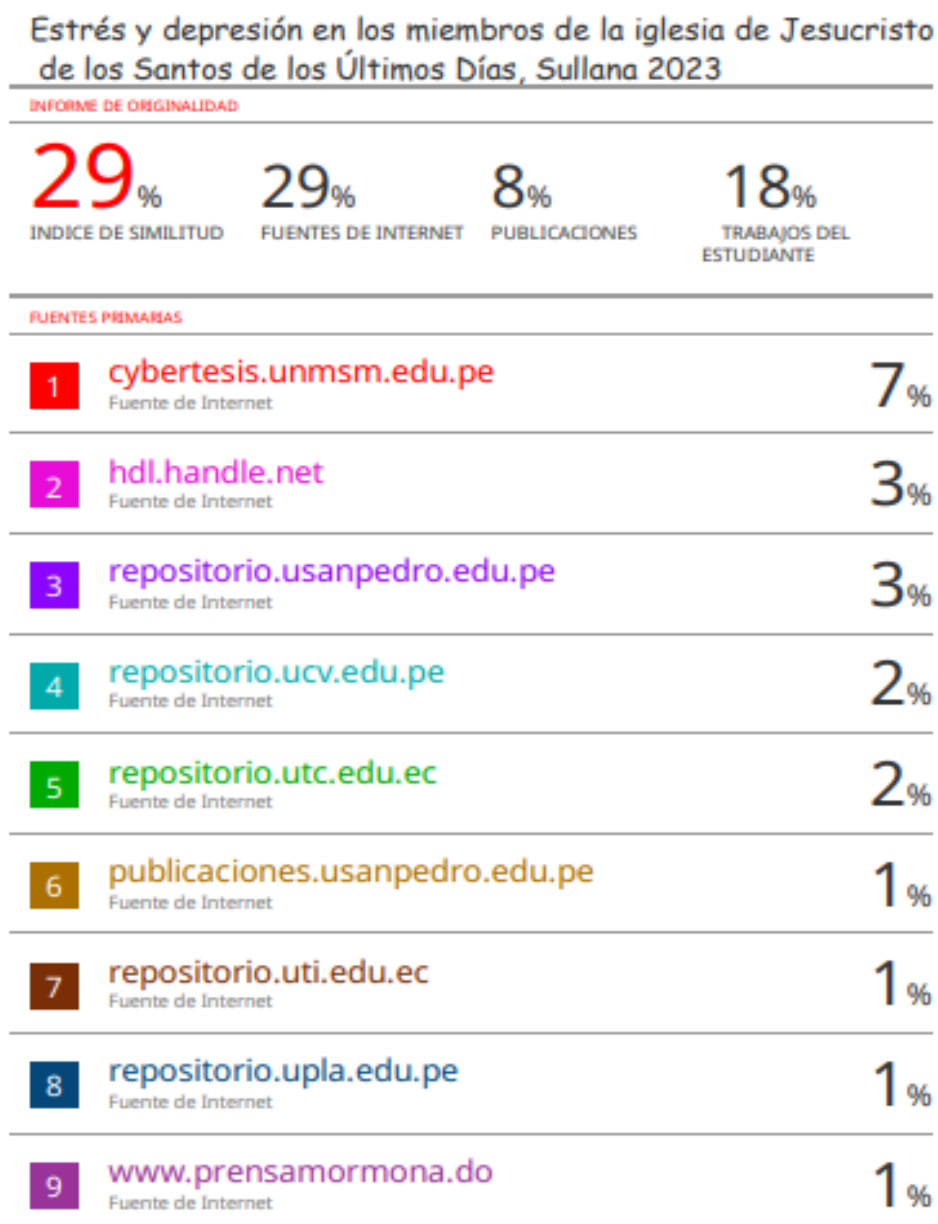 Estrés y depresión en los miembros de la iglesia de Jesucristo
de los Santos de los Últimos Días, Sullana 2023
INFORME DE ORIGINALIDAD
29% 29% 8% 18%
INDICE DE SIMILITUD FUENTES DE INTERNET PUBLICACIONES TRABAJOS DEL
ESTUDIANTE
FUENTES PRIMARIAS
1 cybertesis.unmsm.edu.pe 7%
Fuente de Internet
2 hdl.handle.net 3%
Fuente de Internet
3 repositorio.usanpedro.edu.pe 3%
Fuente de Internet
4 repositorio.ucv.edu.pe 2%
Fuente de Internet
5 repositorio.utc.edu.ec 2%
Fuente de Internet
6 publicaciones.usanpedro.edu.pe 1%
Fuente de Internet
7 repositorio.uti.edu.ec 1%
Fuente de Internet
8 repositorio.upla.edu.pe 1%
Fuente de Internet
9 www.prensamormona.do 1%
Fuente de Internet